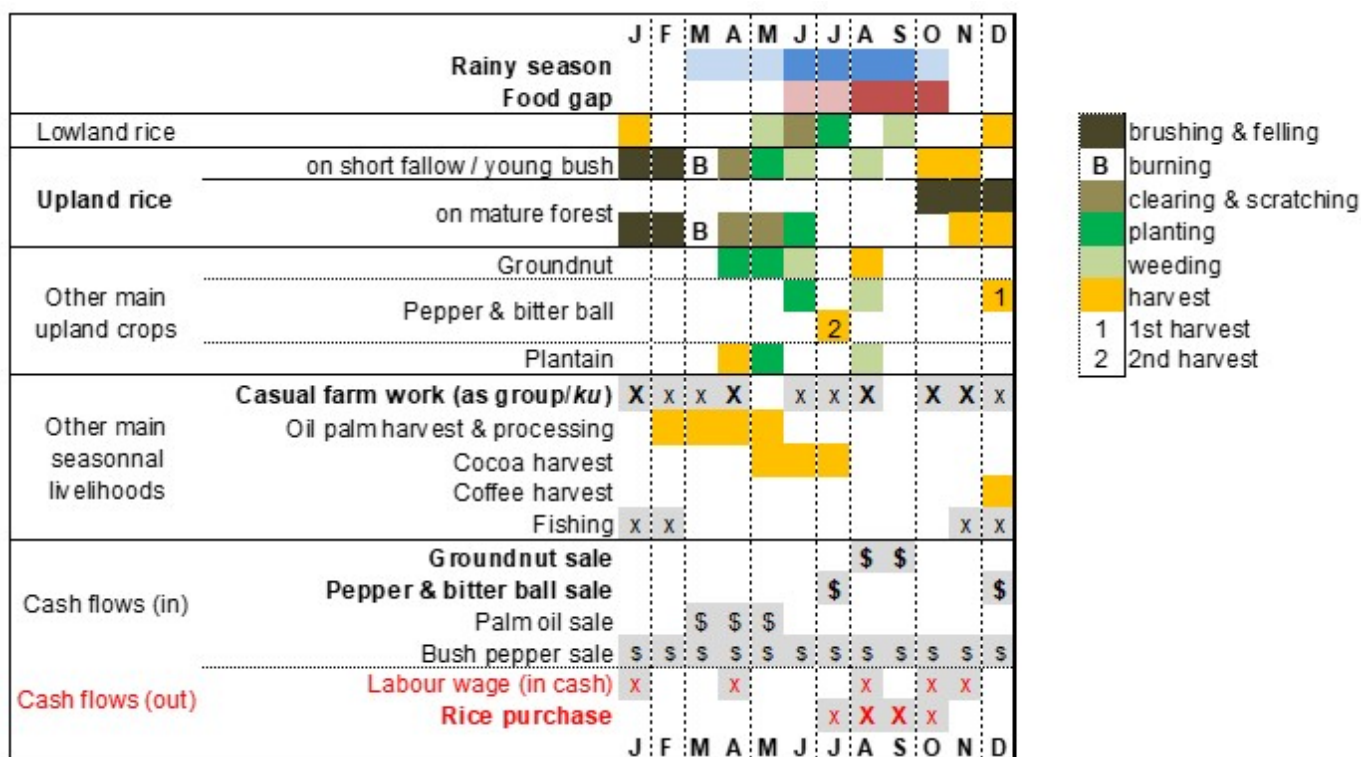 J F M A M J J A S O N D
Rainy season
Food gap
Lowland rice
Upland rice
on short fallow / young bush B
on mature forest
B
Other main upland crops
Groundnut
Pepper & bitter ball 1
2
Plantain
Other main seasonnal livelihoods
Casual farm work (as group/ku) X x x X x x X X X x
Oil palm harvest & processing
Cocoa harvest
Coffee harvest
Fishing x x x x
Cash flows (in)
Groundnut sale $ $
Pepper & bitter ball sale $ $
Palm oil sale $ $ $
Bush pepper sale $ $ $ $ $ $ $ $ $ $ $ $
Cash flows (out)
Labour wage (in cash) x x x x x
Rice purchase x X X x
J F M A M J J A S O N D
brushing & felling
B burning
clearing & scratching
planting
weeding
harvest
1 1st harvest
2 2nd harvest